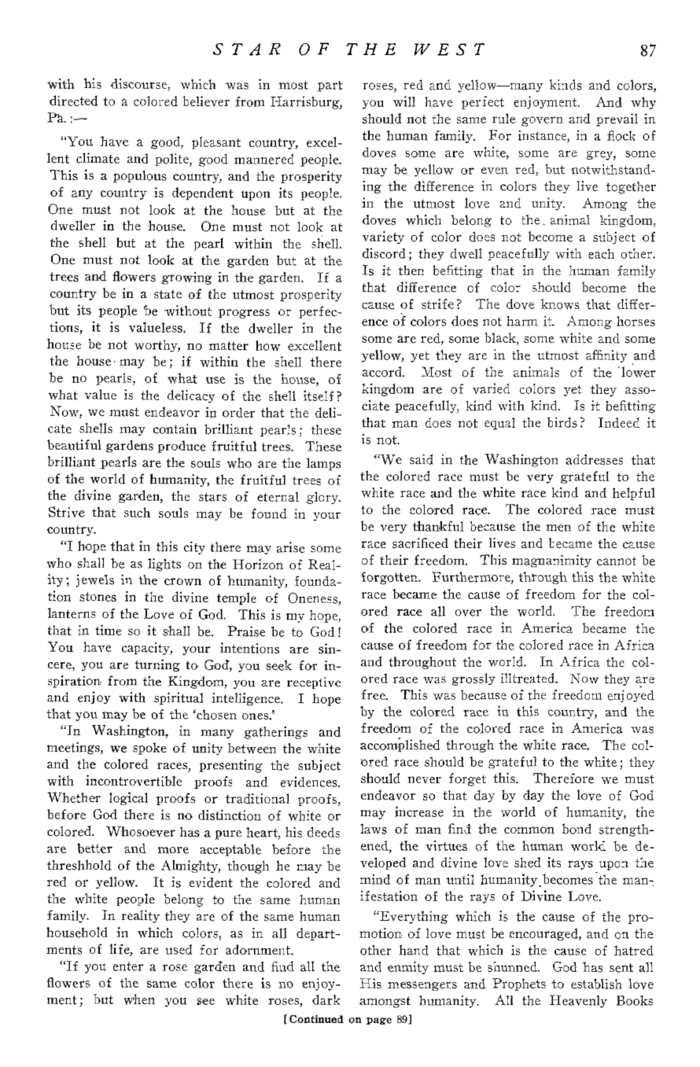 STAR OF THE WEST 87
with his discourse, which was in most part
directed to a colored believer from Harrisburg,
Pa.:—
"You have a good, pleasant country, excel-
lent climate and polite, good mannered people.
This is a populous country, and the prosperity
of any country is dependent upon its people.
One must not look at the house but at the
dweller in the house. One must not look at
the shell but at the pearl within the shell.
One must not look at the garden but at the
trees and flowers growing in the garden. If a
country be in a state of the utmost prosperity
but its people be without progress or perfec-
tions, it is valueless. If the dweller in the
house be not worthy, no matter how excellent
the house may be; if within the shell there
be no pearls, of what use is the house, of
what value is the delicacy of the shell itself?
Now, we must endeavor in order that the deli-
cate shells may contain brilliant pearls; these
beautiful gardens produce fruitful trees. These
brilliant pearls are the souls who are the lamps
of the world of humanity, the fruitful trees of
the divine garden, the stars of eternal glory.
Strive that such souls may be found in your
country.
"I hope that in this city there may arise some
who shall be as lights on the Horizon of Real-
ity; jewels in the crown of humanity, founda-
tion stones in the divine temple of Oneness,
lanterns of the Love of God. This is my hope,
that in time so it shall be. Praise be to God!
You have capacity, your intentions are sin-
cere, you are turning to God, you seek for in-
spiration from the Kingdom, you are receptive
and enjoy with spiritual intelligence. I hope
that you may be of the 'chosen ones.'
"In Washington, in many gatherings and
meetings, we spoke of unity between the white
and the colored races, presenting the subject
with incontrovertible proofs and evidences.
Whether logical proofs or traditional proofs,
before God there is no distinction of white or
colored. Whosoever has a pure heart, his deeds
are better and more acceptable before the
threshhold of the Almighty, though he may be
red or yellow. It is evident the colored and
the white people belong to the same human
family. In reality they are of the same human
household in which colors, as in all depart-
ments of life, are used for adornment.
"If you enter a rose garden and find all the
flowers of the same color there is no enjoy-
ment; but when you see white roses, dark
roses, red and yellow—many kinds and colors,
you will have perfect enjoyment. And why
should not the same rule govern and prevail in
the human family. For instance, in a flock of
doves some are white, some are grey, some
may be yellow or even red, but notwithstand-
ing the difference in colors they live together
in the utmost love and unity. Among the
doves which belong to the animal kingdom,
variety of color does not become a subject of
discord; they dwell peacefully with each other.
Is it then befitting that in the human family
that difference of color should become the
cause of strife? The dove knows that differ-
ence of colors does not harm it. Among horses
some are red, some black, some white and some
yellow, yet they are in the utmost affinity and
accord. Most of the animals of the lower
kingdom are of varied colors yet they asso-
ciate peacefully, kind with kind. Is it befitting
that man does not equal the birds? Indeed it
is not.
"We said in the Washington addresses that
the colored race must be very grateful to the
white race and the white race kind and helpful
to the colored race. The colored race must
be very thankful because the men of the white
race sacrificed their lives and became the cause
of their freedom. This magnanimity cannot be
forgotten. Furthermore, through this the white
race became the cause of freedom for the col-
ored race all over the world. The freedom
of the colored race in America became the
cause of freedom for the colored race in Africa
and throughout the world. In Africa the col-
ored race was grossly illtreated. Now they are
free. This was because of the freedom enjoyed
by the colored race in this country, and the
freedom of the colored race in America was
accomplished through the white race. The col-
ored race should be grateful to the white; they
should never forget this. Therefore we must
endeavor so that day by day the love of God
may increase in the world of humanity, the
laws of man find the common bond strength-
ened, the virtues of the human world be de-
veloped and divine love shed its rays upon the
mind of man until humanity becomes the man-
ifestation of the rays of Divine Love.
"Everything which is the cause of the pro-
motion of love must be encouraged, and on the
other hand that which is the cause of hatred
and enmity must be shunned. God has sent all
His messengers and Prophets to establish love
amongst humanity. All the Heavenly Books
[Continued on page 89]